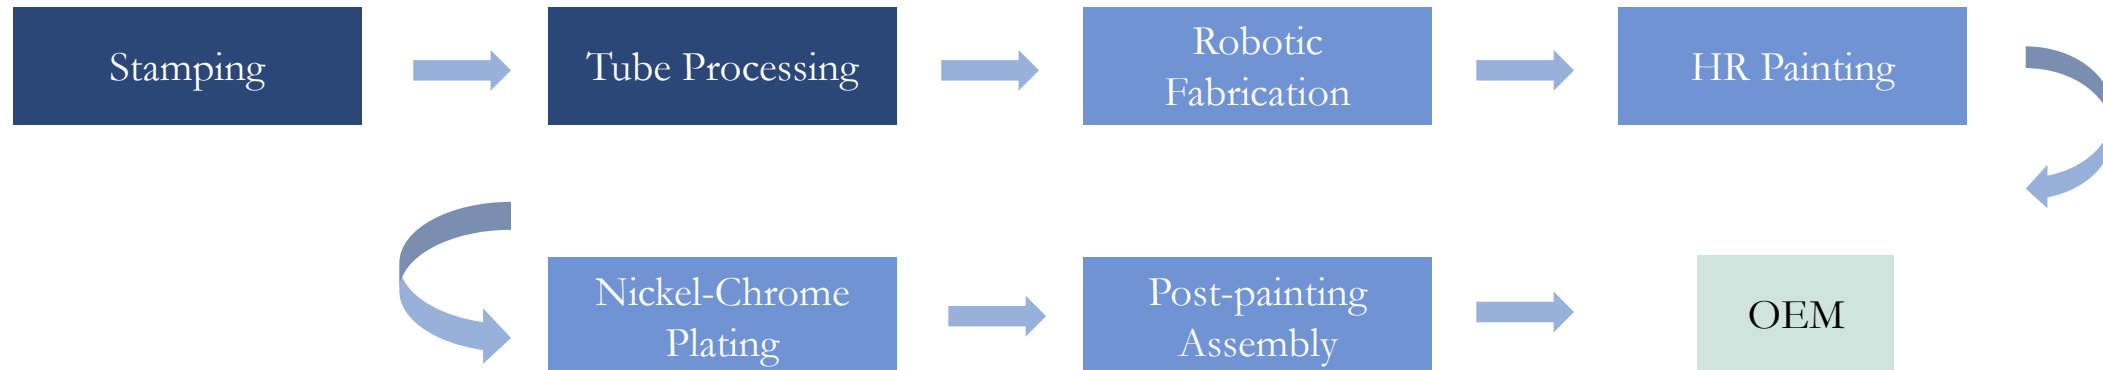 Stamping
Tube Processing
Robotic
Fabrication
HR Painting
Nickel-Chrome
Plating
Post-painting
Assembly
OEM